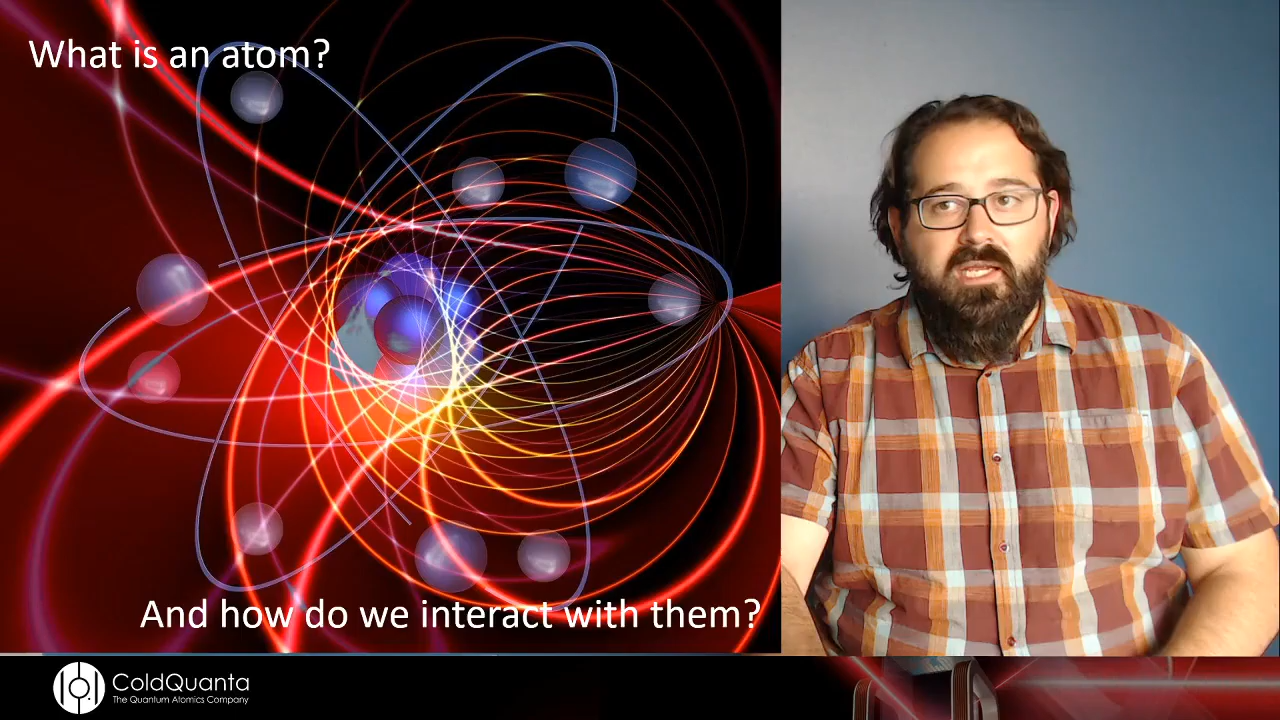 What is an atom?
And how do we interact with them?
ColdQuanta
The Quantum Atomics Company